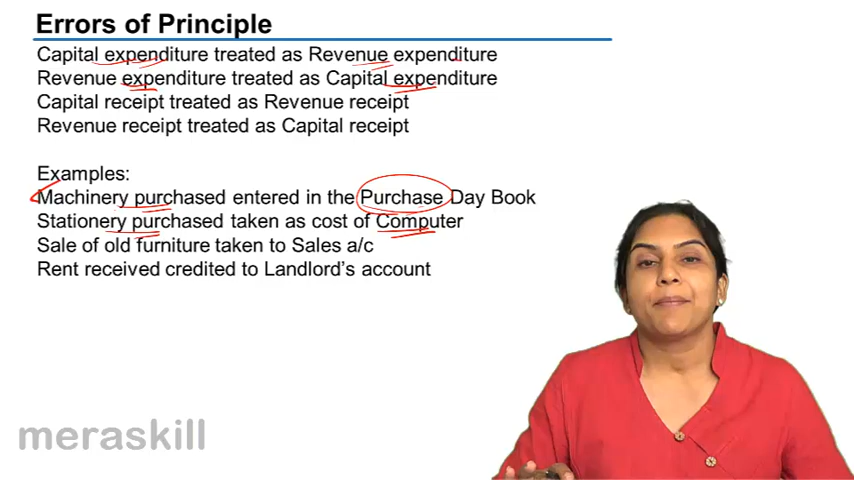 Errors of Principle
Capital expenditure treated as Revenue expenditure
Revenue expenditure treated as Capital expenditure
Capital receipt treated as Revenue receipt
Revenue receipt treated as Capital receipt
Examples:
Machinery purchased entered in the Purchase Day Book
Stationery purchased taken as cost of Computer
Sale of old furniture taken to Sales a/c
Rent received credited to Landlord's account
meraskill